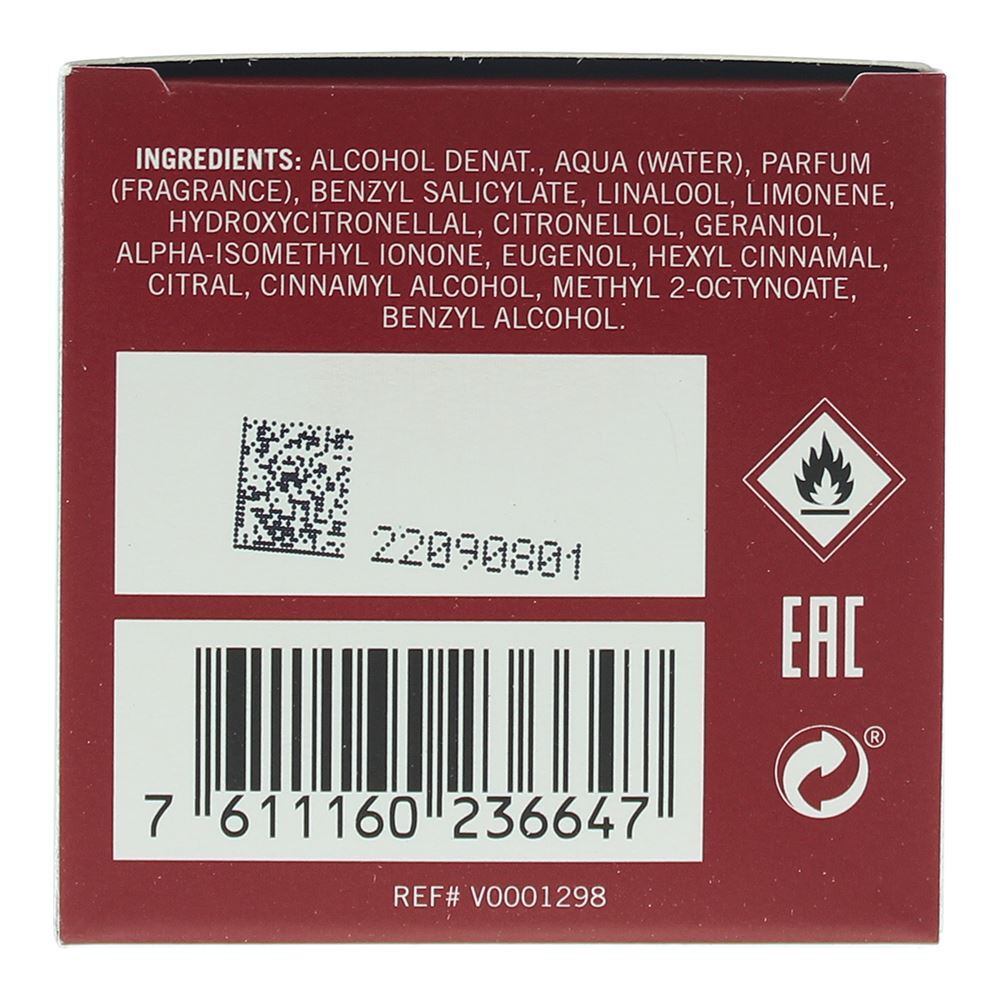 INGREDIENTS: ALCOHOL DENAT., AQUA (WATER), PARFUM
(FRAGRANCE), BENZYL SALICYLATE, LINALOOL, LIMONENE,
HYDROXYCITRONELLAL, CITRONELLOL, GERANIOL,
ALPHA-ISOMETHYL IONONE, EUGENOL, HEXYL CINNAMAL,
CITRAL, CINNAMYL ALCOHOL, METHYL 2-OCTYNOATE,
BENZYL ALCOHOL.
22090801
EAC
®
7 611160 236647
REF# V0001298